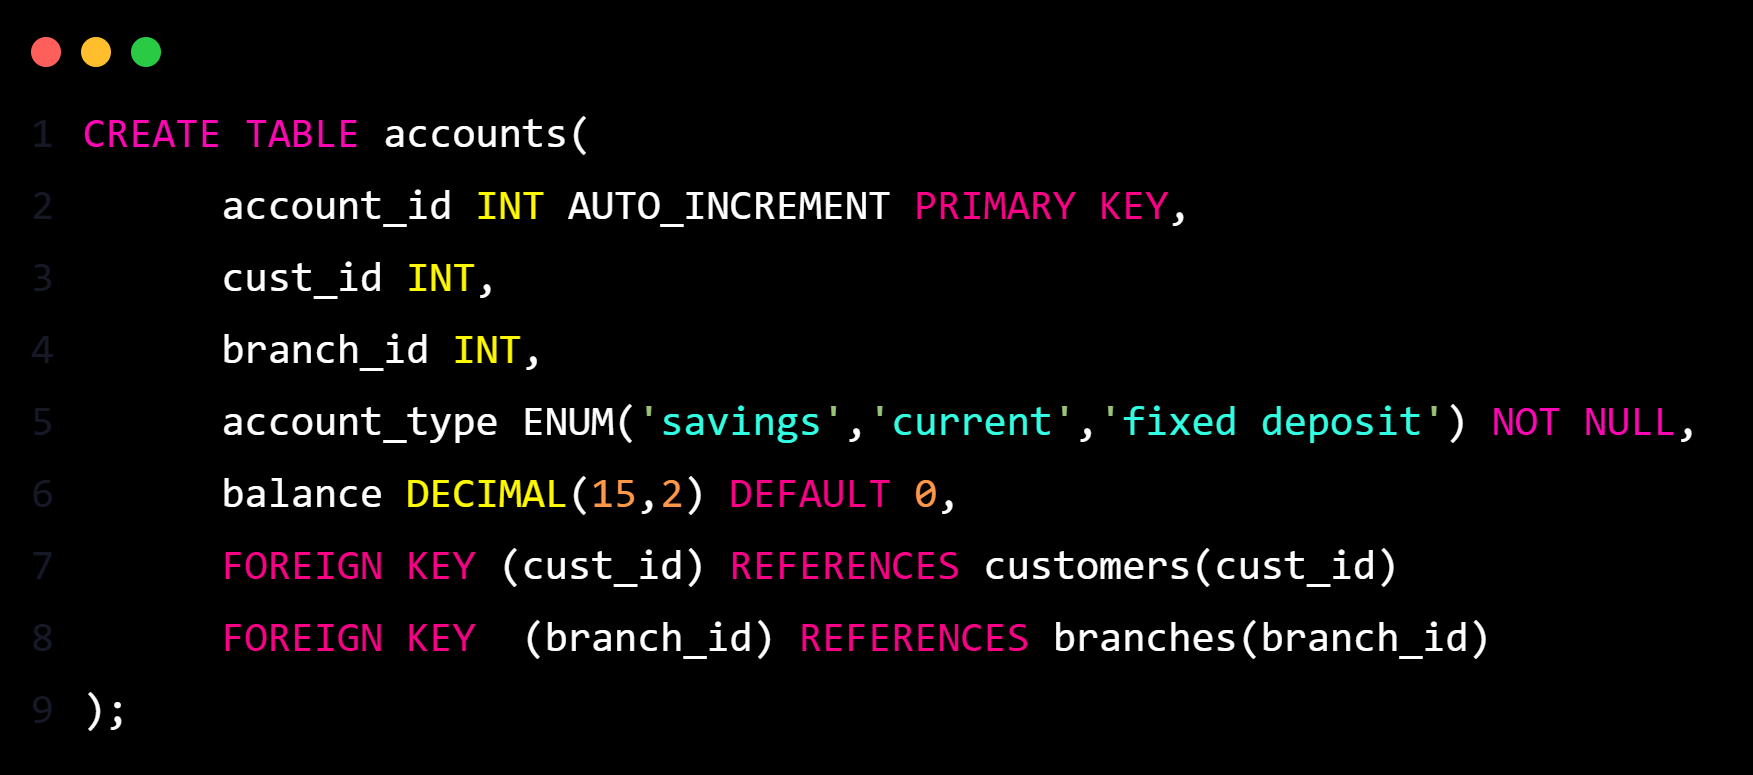 1 CREATE TABLE accounts(
2 account_id INT AUTO_INCREMENT PRIMARY KEY,
3 cust_id INT,
4 branch_id INT,
5 account_type ENUM('savings','current','fixed deposit') NOT NULL,
6 balance DECIMAL(15,2) DEFAULT 0,
7 FOREIGN KEY (cust_id) REFERENCES customers(cust_id)
8 FOREIGN KEY  (branch_id) REFERENCES branches(branch_id)
9 );